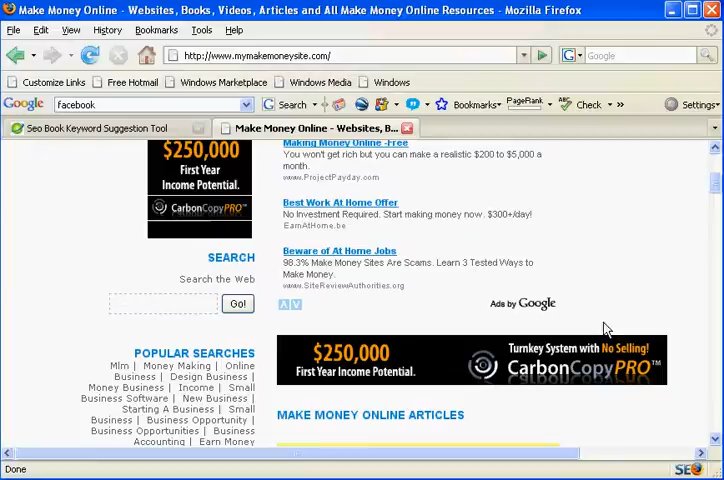 Make Money Online - Websites, Books, Videos, Articles and All Make Money Online Resources - Mozilla Firefox
File Edit View History Bookmarks Tools Help
http://www.mymakemoneysite.com/
Google
Customize Links Free Hotmail Windows Marketplace Windows Media Windows
Google facebook Search Bookmarks PageRank Check Settings
Seo Book Keyword Suggestion Tool
Make Money Online - Websites, B...
$250,000
First Year
Income Potential.
CarbonCopyPRO™
SEARCH
Search the Web
Go!
POPULAR SEARCHES
Mlm | Money Making | Online
Business | Design Business |
Money Business | Income | Small
Business Software | New Business |
Starting A Business | Small
Business | Business Opportunity |
Business Opportunities | Business
Accounting | Earn Money
Making Money Online -Free
You won't get rich but you can make a realistic $200 to $5,000 a
month.
www.ProjectPayday.com
Best Work At Home Offer
No Investment Required. Start making money now. $300+/day!
EarnAtHome.be
Beware of At Home Jobs
98.3% Make Money Sites Are Scams. Learn 3 Tested Ways to
Make Money.
www.SiteReviewAuthorities.org
Ads by Google
$250,000
First Year Income Potential.
Turnkey System with No Selling!
CarbonCopyPRO™
MAKE MONEY ONLINE ARTICLES
Done
SEO